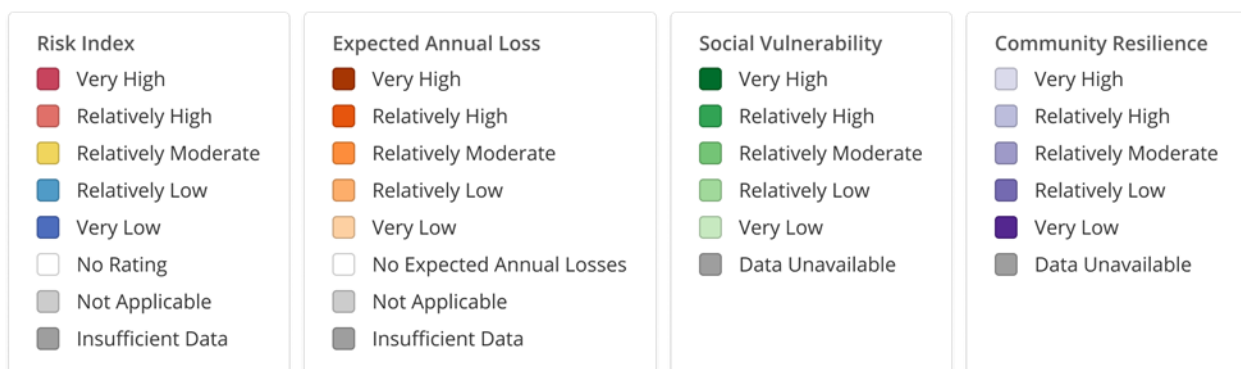 Risk Index
Very High
Relatively High
Relatively Moderate
Relatively Low
Very Low
No Rating
Not Applicable
Insufficient Data
Expected Annual Loss
Very High
Relatively High
Relatively Moderate
Relatively Low
Very Low
No Expected Annual Losses
Not Applicable
Insufficient Data
Social Vulnerability
Very High
Relatively High
Relatively Moderate
Relatively Low
Very Low
Data Unavailable
Community Resilience
Very High
Relatively High
Relatively Moderate
Relatively Low
Very Low
Data Unavailable